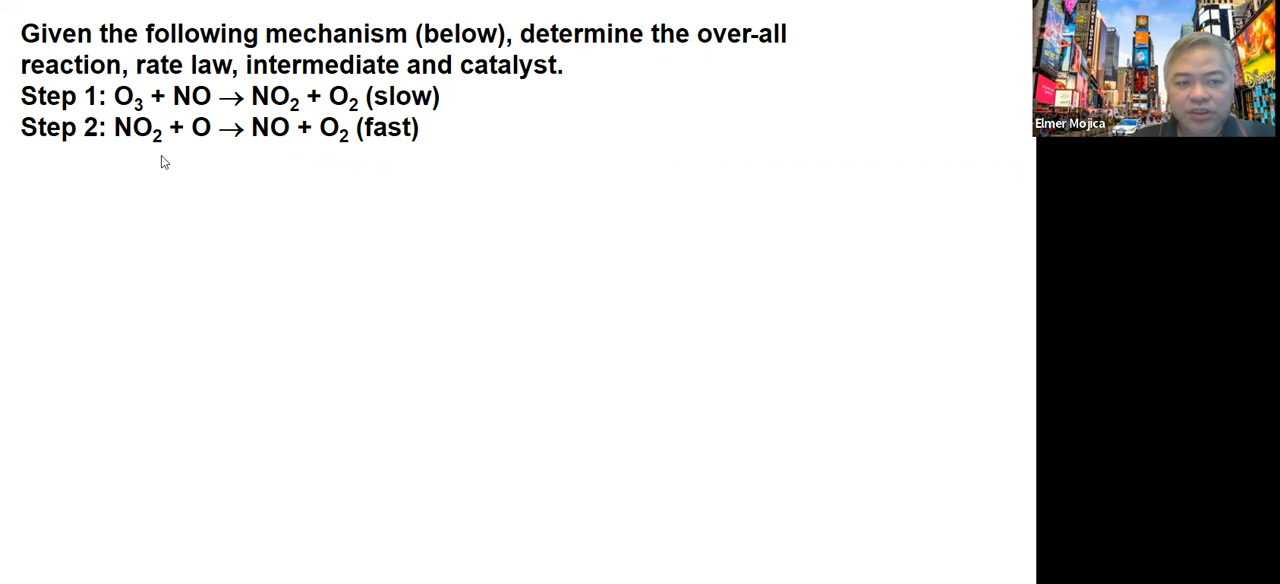 Given the following mechanism (below), determine the over-all
reaction, rate law, intermediate and catalyst.
Step 1: O₃ + NO → NO₂ + O₂ (slow)
Step 2: NO₂ + O → NO + O₂ (fast)
Elmer Mojica